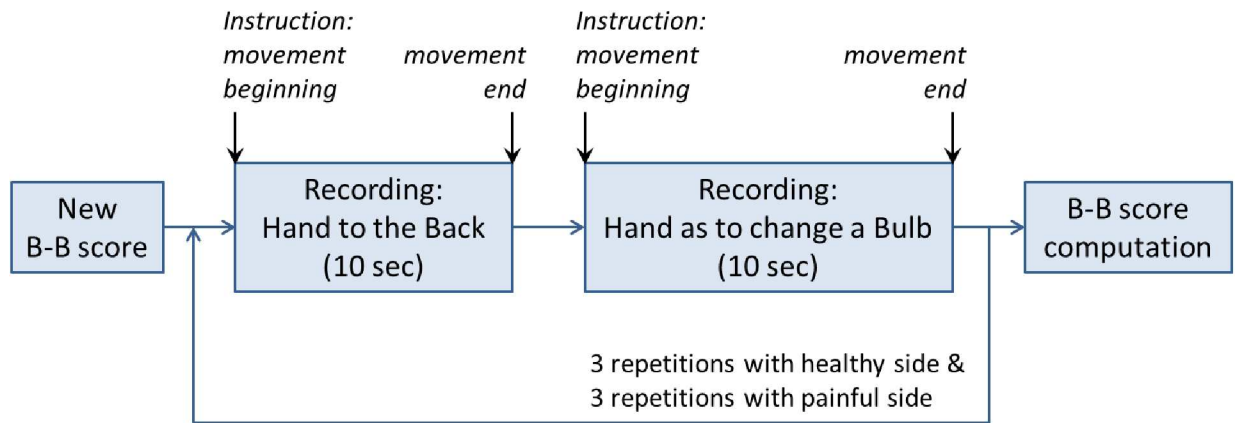 Instruction:
movement
beginning
movement
end
Instruction:
movement
beginning
movement
end
New
B-B score
Recording:
Hand to the Back
(10 sec)
Recording:
Hand as to change a Bulb
(10 sec)
B-B score
computation
3 repetitions with healthy side &
3 repetitions with painful side